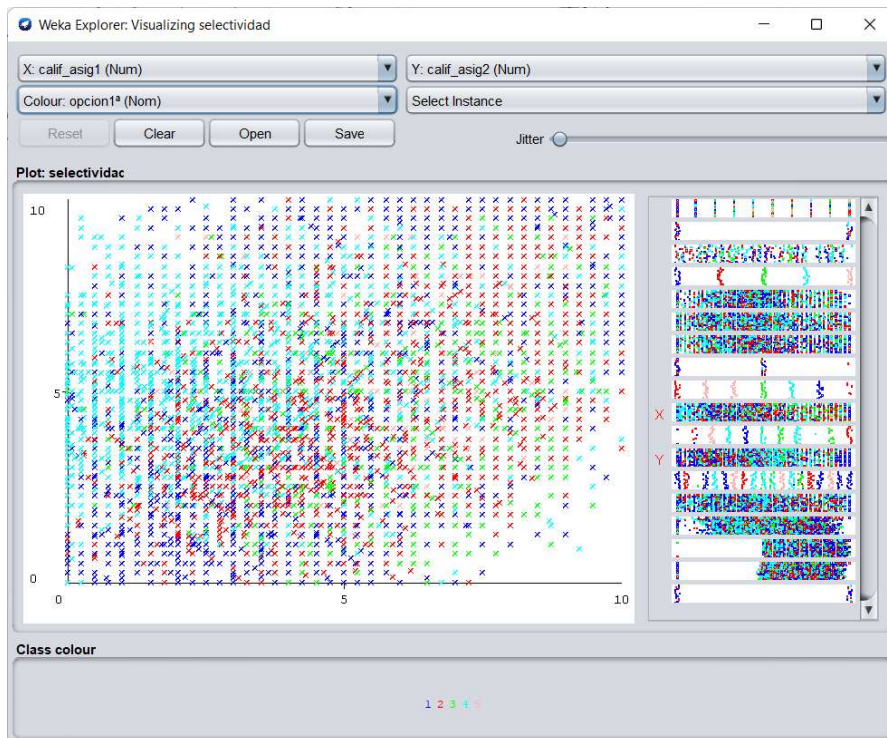 Weka Explorer: Visualizing selectividad
X: calif_asig1 (Num)
Y: calif_asig2 (Num)
Colour: opcion1ª (Nom)
Select Instance
Reset
Clear
Open
Save
Jitter
Plot: selectividac
10
5
0
0
5
10
X
Y
Class colour
1 2 3 4 5